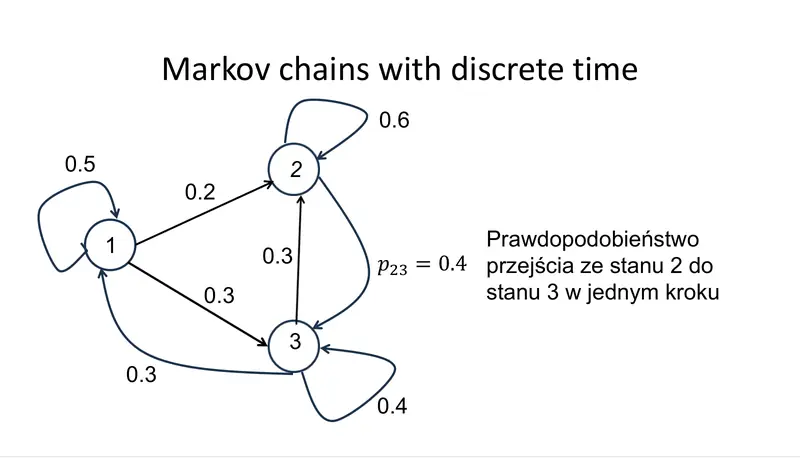 Markov chains with discrete time
0.6
0.5
2
0.2
1
0.3
p₂₃ = 0.4
Prawdopodobieństwo
przejścia ze stanu 2 do
stanu 3 w jednym kroku
0.3
3
0.3
0.4